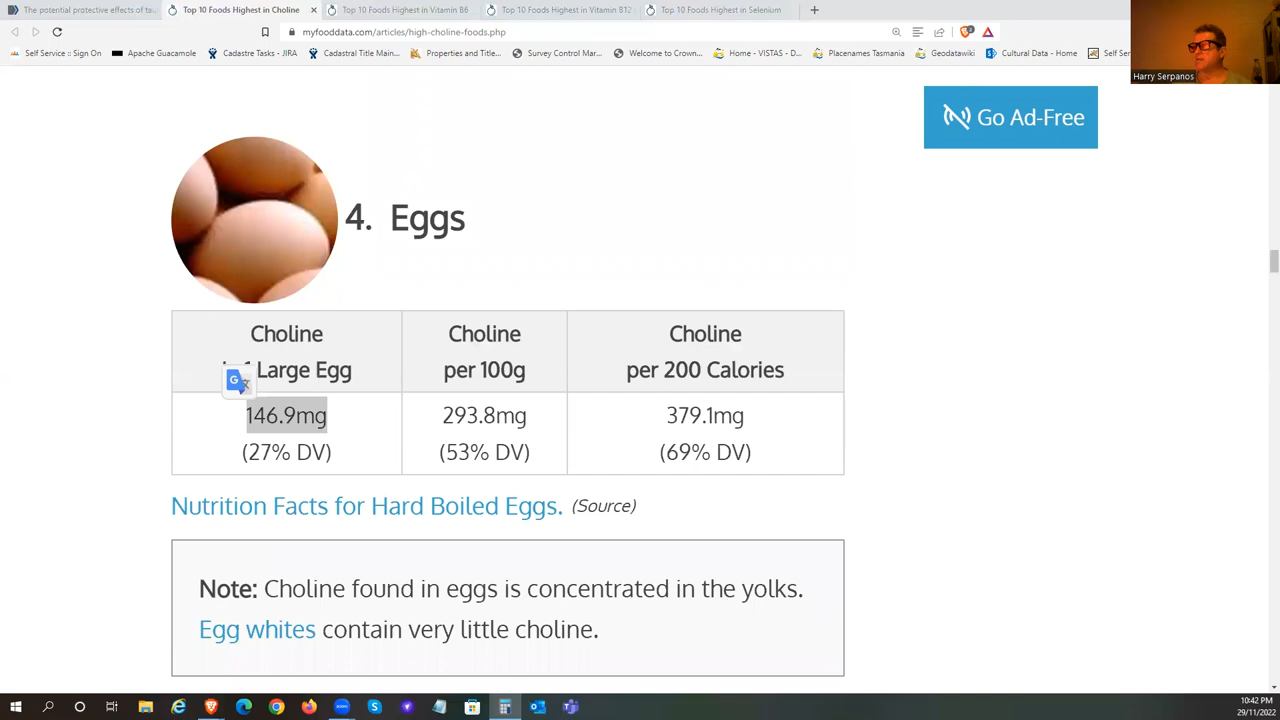 The potential protective effects of tau
Top 10 Foods Highest in Choline
Top 10 Foods Highest in Vitamin B6
Top 10 Foods Highest in Vitamin B12
Top 10 Foods Highest in Selenium
myfooddata.com/articles/high-choline-foods.php
Self Service :: Sign On
Apache Guacamole
Cadastre Tasks - JIRA
Cadastral Title Main...
Properties and Title...
Survey Control Mar...
Welcome to Crown...
Home - VISTAS - D...
Placenames Tasmania
Geodatawiki
Cultural Data - Home
Self Serv
Harry Serpanos
Go Ad-Free
4. Eggs
Choline
Large Egg
Choline
per 100g
Choline
per 200 Calories
146.9mg
(27% DV)
293.8mg
(53% DV)
379.1mg
(69% DV)
Nutrition Facts for Hard Boiled Eggs. (Source)
Note: Choline found in eggs is concentrated in the yolks.
Egg whites contain very little choline.
10:42 PM
29/11/2022